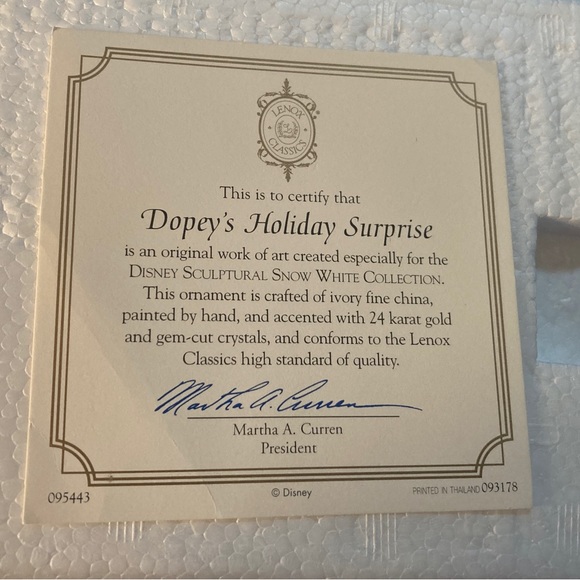 LENOX
CLASSICS
This is to certify that
Dopey's Holiday Surprise
is an original work of art created especially for the
DISNEY SCULPTURAL SNOW WHITE COLLECTION.
This ornament is crafted of ivory fine china,
painted by hand, and accented with 24 karat gold
and gem-cut crystals, and conforms to the Lenox
Classics high standard of quality.
Martha A. Curren
Martha A. Curren
President
095443 © Disney PRINTED IN THAILAND 093178